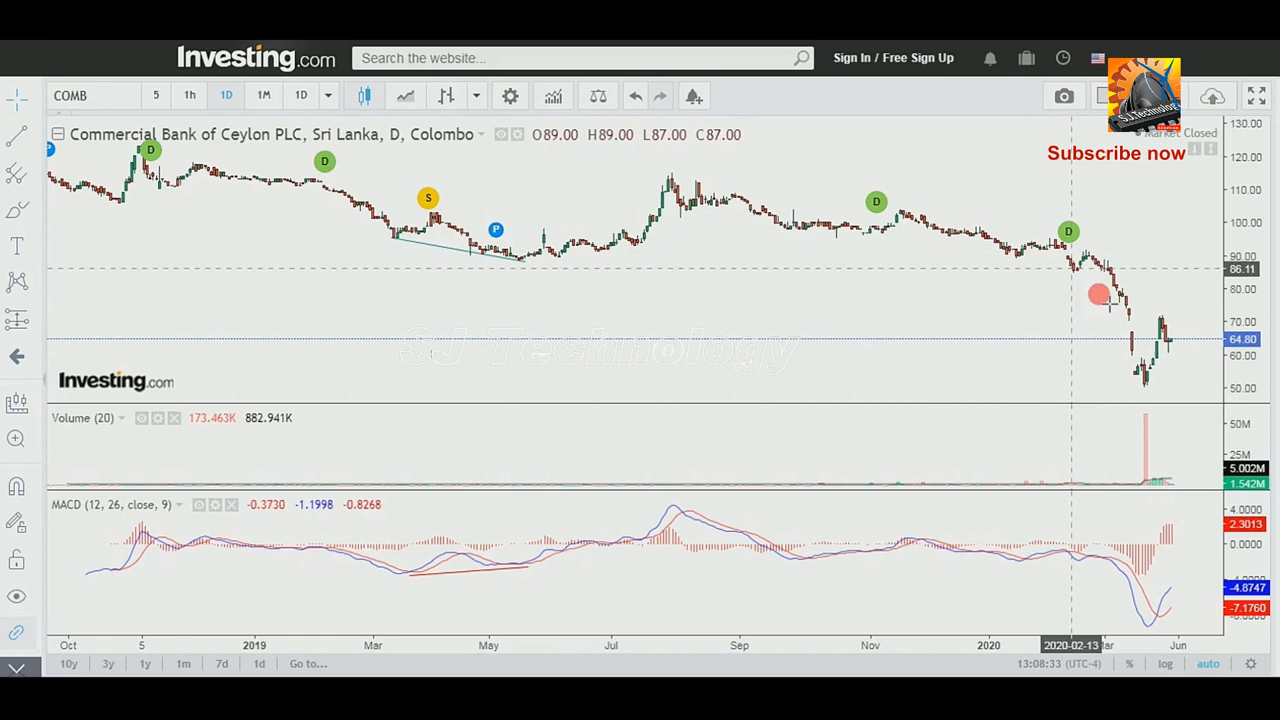 Investing.com
Search the website...
Sign In / Free Sign Up
COMB 5 1h 1D 1M 1D
S.J.Technology
Subscribe now
Market Closed
Commercial Bank of Ceylon PLC, Sri Lanka, D, Colombo O89.00 H89.00 L87.00 C87.00
130.00
120.00
110.00
100.00
90.00
86.11
80.00
70.00
64.80
60.00
50.00
P D D S P D D
SJ Technology
Investing.com
Volume (20) 173.463K 882.941K
50M
25M
5.002M
1.542M
MACD (12, 26, close, 9) -0.3730 -1.1998 -0.8268
4.0000
2.3013
0.0000
-4.8747
-7.1760
Oct 5 2019 Mar May Jul Sep Nov 2020 2020-02-13 Jun
10y 3y 1y 1m 7d 1d Go to... 13:08:33 (UTC-4) % log auto